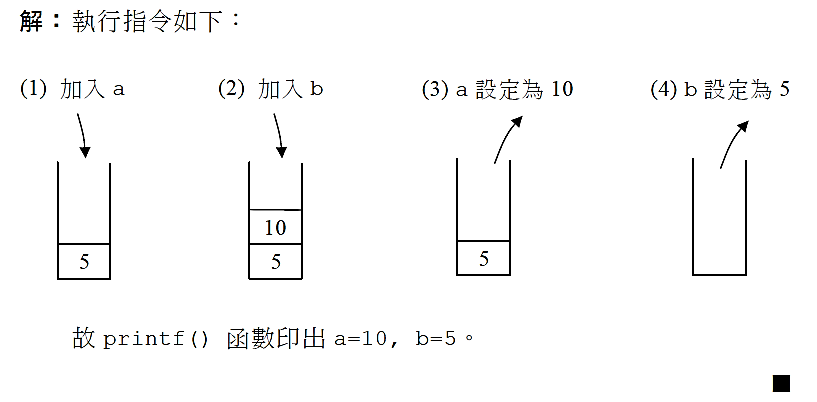 解：執行指令如下：
(1) 加入 a
(2) 加入 b
(3) a 設定為 10
(4) b 設定為 5
5
10
5
5
故 printf() 函數印出 a=10, b=5。